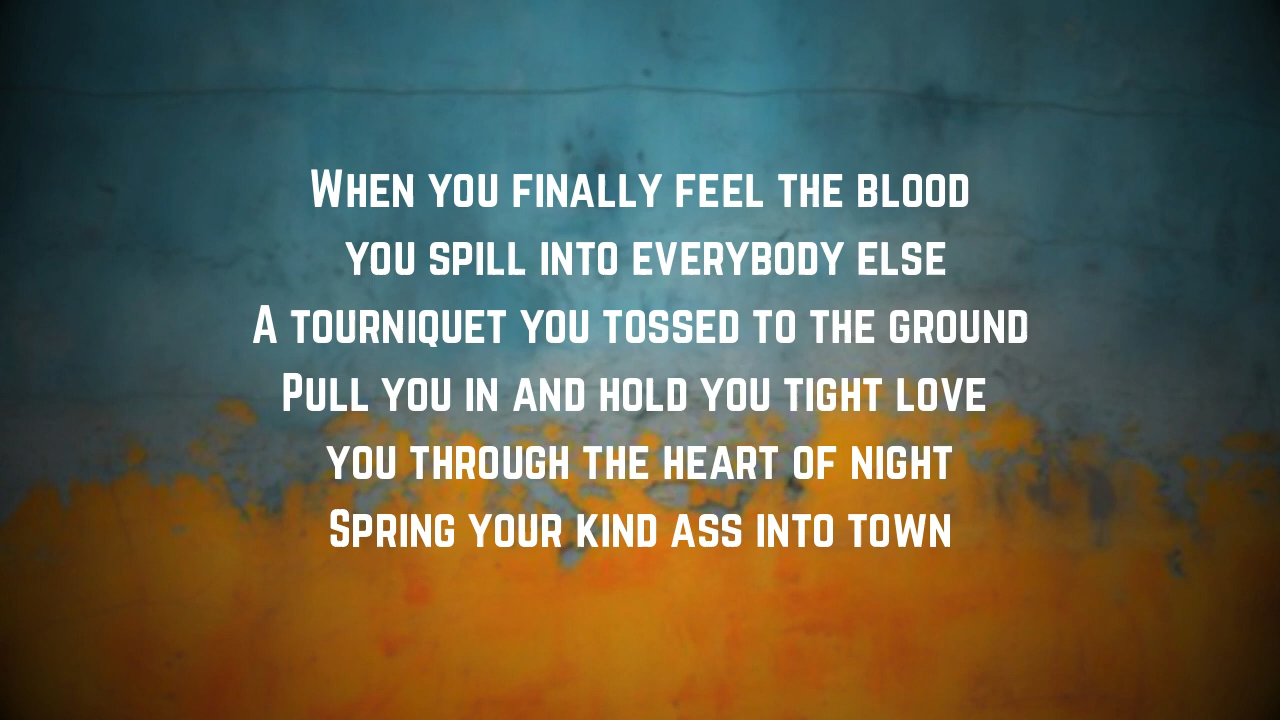 When you finally feel the blood
you spill into everybody else
A tourniquet you tossed to the ground
Pull you in and hold you tight love
you through the heart of night
Spring your kind ass into town